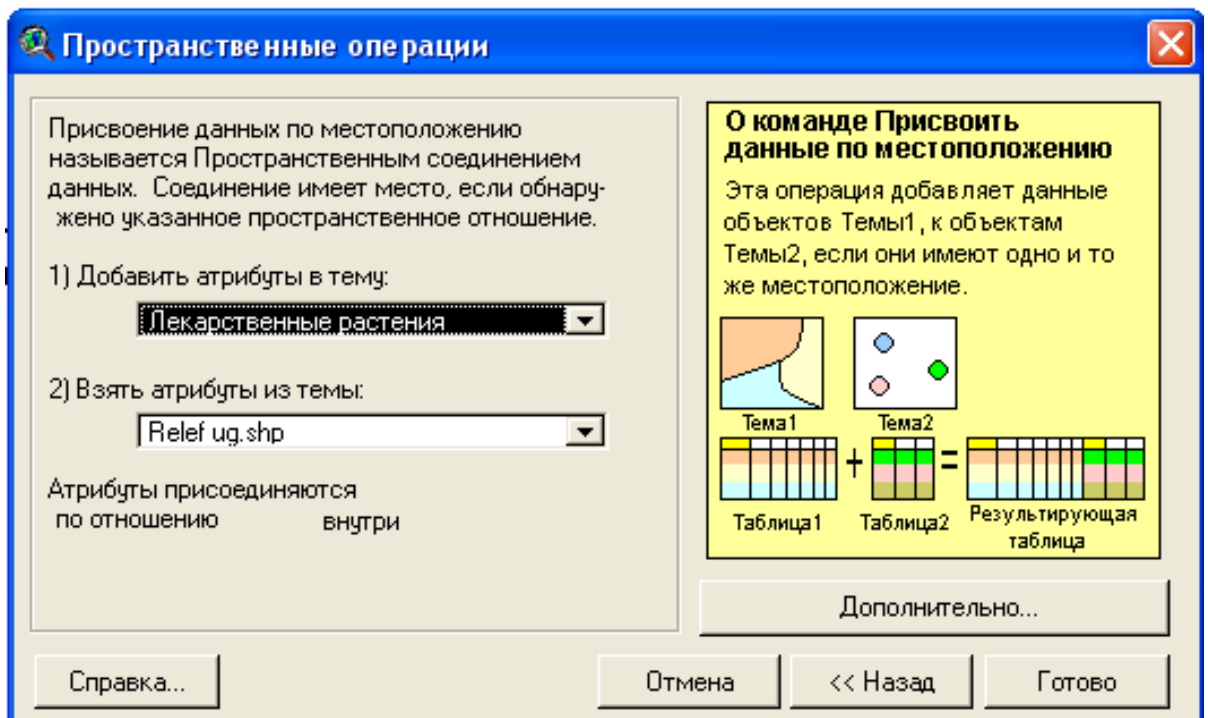 Пространственные операции
Присвоение данных по местоположению
называется Пространственным соединением
данных. Соединение имеет место, если обнару-
жено указанное пространственное отношение.
1) Добавить атрибуты в тему:
Лекарственные растения
2) Взять атрибуты из темы:
Relef ug.shp
Атрибуты присоединяются
по отношению внутри
О команде Присвоить
данные по местоположению
Эта операция добавляет данные
объектов Темы1, к объектам
Темы2, если они имеют одно и то
же местоположение.
Тема1 Тема2
+ =
Таблица1 Таблица2 Результирующая
таблица
Дополнительно...
Справка... Отмена << Назад Готово